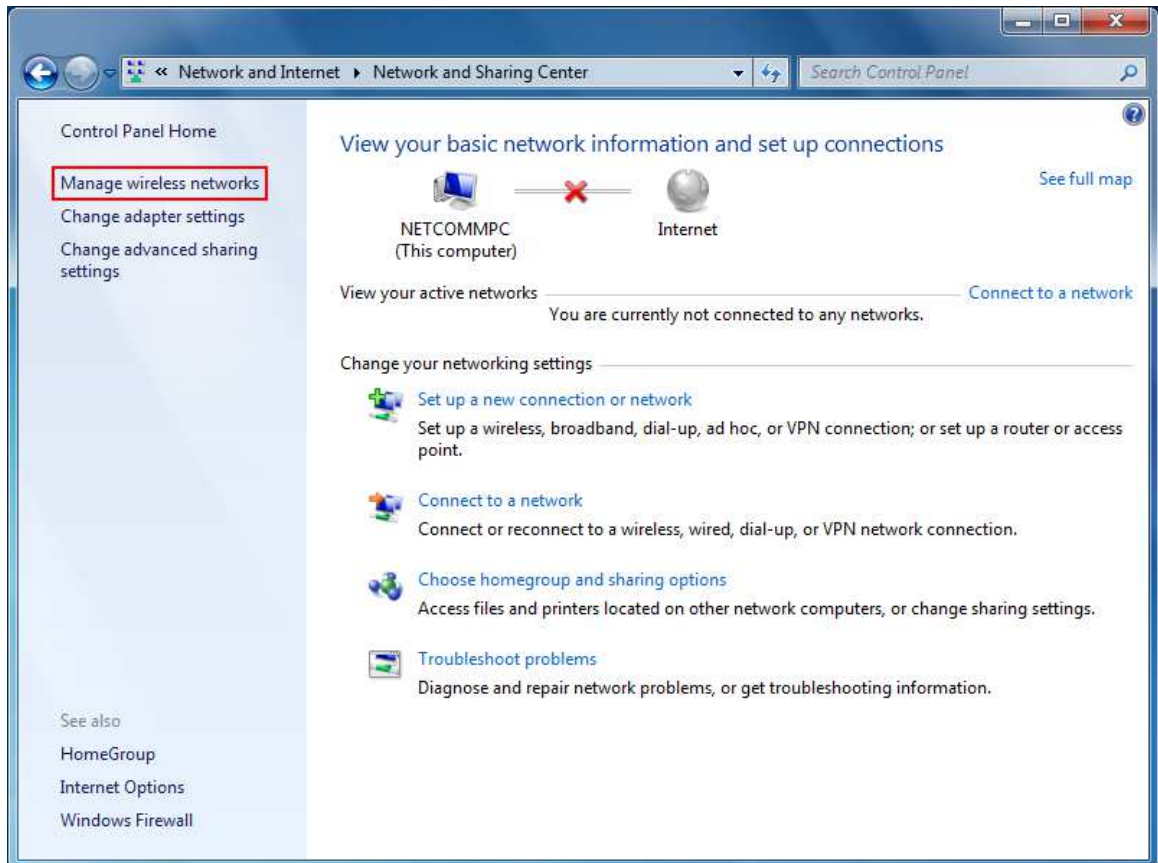 « Network and Internet ▸ Network and Sharing Center
Search Control Panel
Control Panel Home
Manage wireless networks
Change adapter settings
Change advanced sharing
settings
See also
HomeGroup
Internet Options
Windows Firewall
View your basic network information and set up connections
See full map
NETCOMMPC
(This computer)
Internet
View your active networks
Connect to a network
You are currently not connected to any networks.
Change your networking settings
Set up a new connection or network
Set up a wireless, broadband, dial-up, ad hoc, or VPN connection; or set up a router or access
point.
Connect to a network
Connect or reconnect to a wireless, wired, dial-up, or VPN network connection.
Choose homegroup and sharing options
Access files and printers located on other network computers, or change sharing settings.
Troubleshoot problems
Diagnose and repair network problems, or get troubleshooting information.